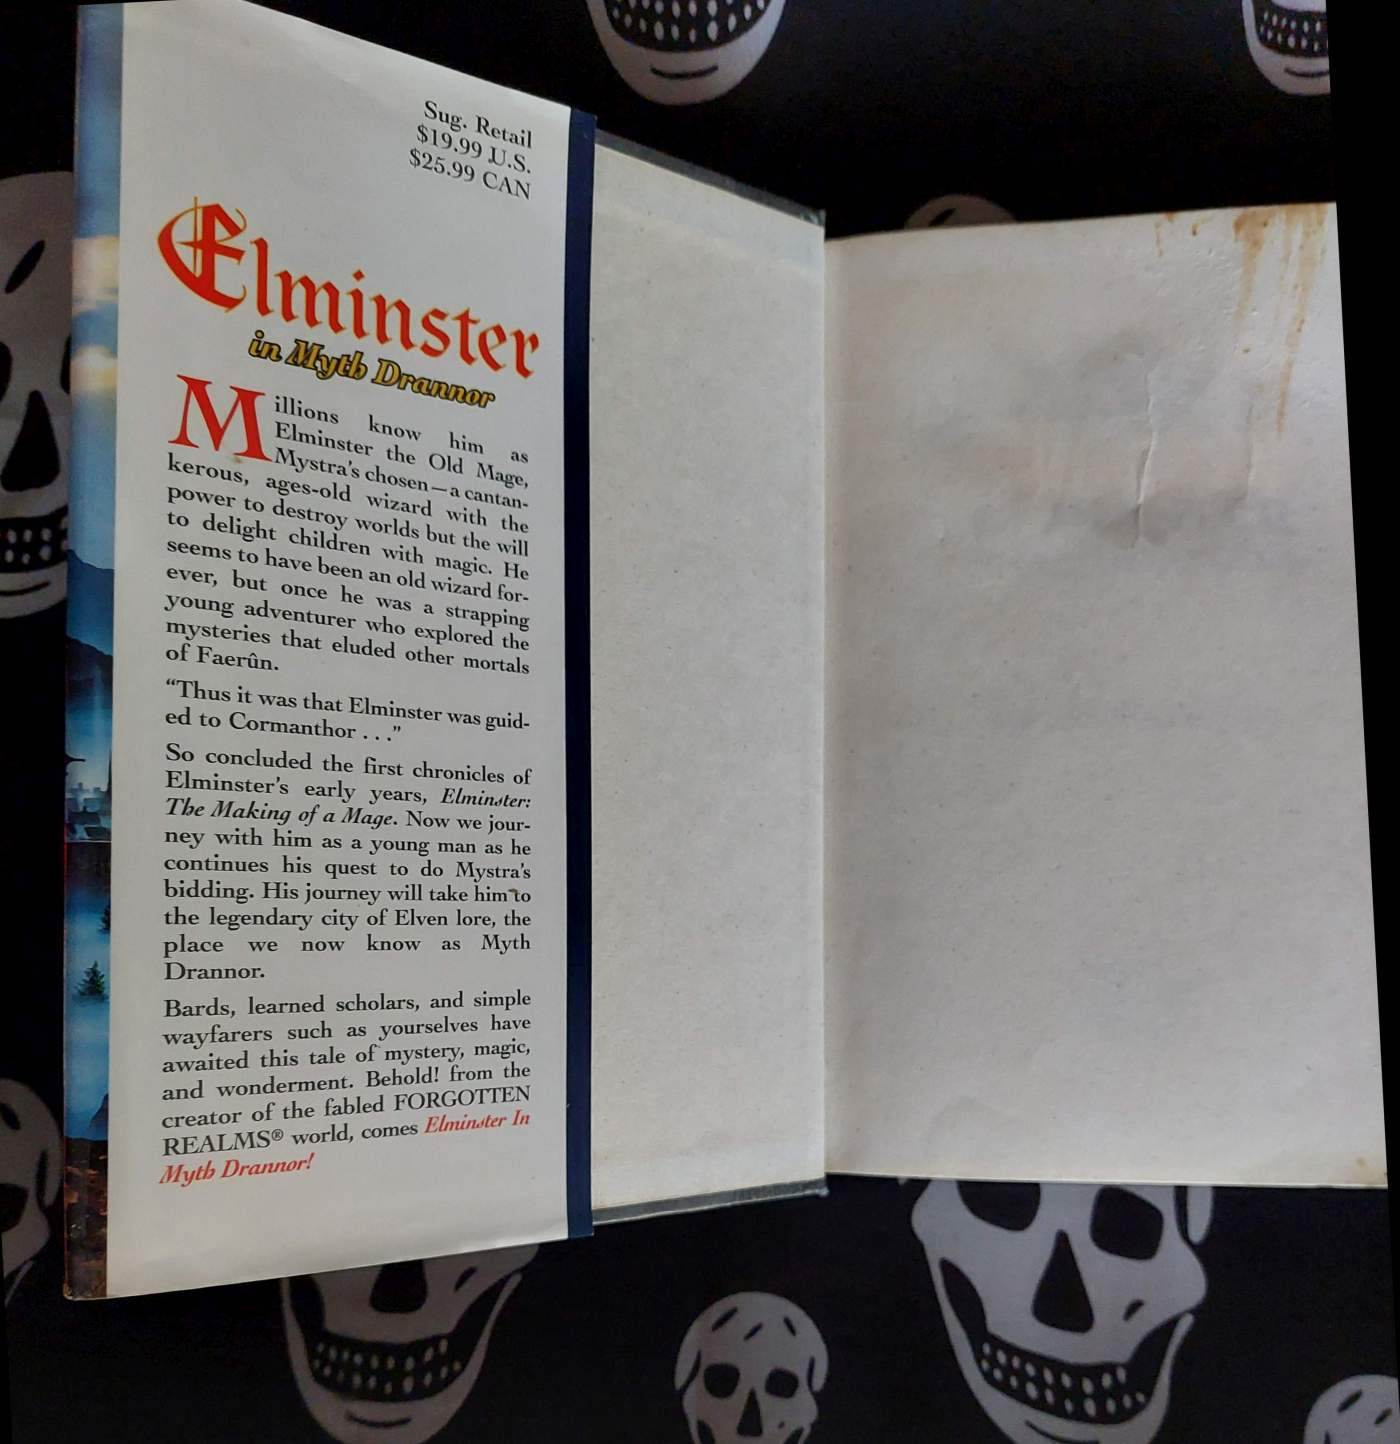 Sug. Retail
$19.99 U.S.
$25.99 CAN
Elminster
in Myth Drannor
Millions know him as
Elminster the Old Mage,
Mystra's chosen—a cantan-
kerous, ages-old wizard with the
power to destroy worlds but the will
to delight children with magic. He
seems to have been an old wizard for-
ever, but once he was a strapping
young adventurer who explored the
mysteries that eluded other mortals
of Faerûn.
“Thus it was that Elminster was guid-
ed to Cormanthor . . .”
So concluded the first chronicles of
Elminster's early years, Elminster:
The Making of a Mage. Now we jour-
ney with him as a young man as he
continues his quest to do Mystra's
bidding. His journey will take him to
the legendary city of Elven lore, the
place we now know as Myth
Drannor.
Bards, learned scholars, and simple
wayfarers such as yourselves have
awaited this tale of mystery, magic,
and wonderment. Behold! from the
creator of the fabled FORGOTTEN
REALMS® world, comes Elminster In
Myth Drannor!